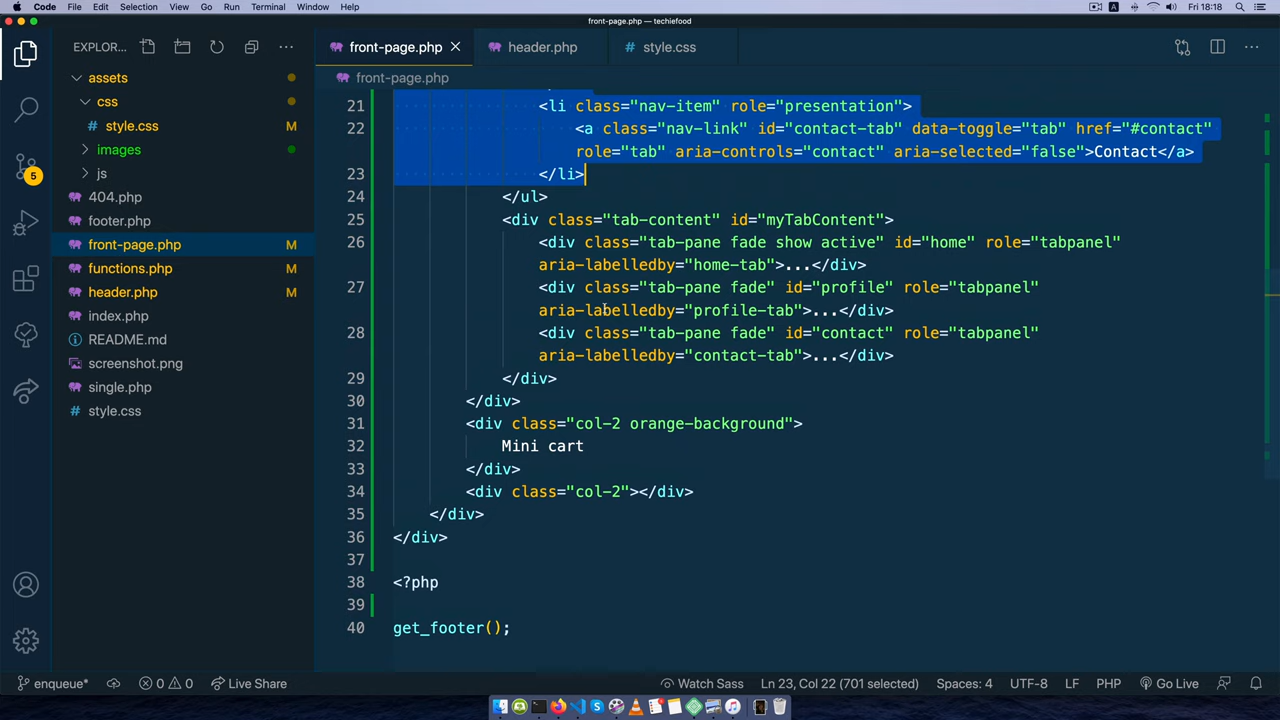 Code File Edit Selection View Go Run Terminal Window Help A Fri 18:18
front-page.php — techiefood
EXPLOR... front-page.php header.php style.css
front-page.php
assets
css
style.css M
images
js
404.php
footer.php
front-page.php M
functions.php M
header.php M
index.php
README.md
screenshot.png
single.php
style.css
5
21 <li class="nav-item" role="presentation">
22 <a class="nav-link" id="contact-tab" data-toggle="tab" href="#contact"
role="tab" aria-controls="contact" aria-selected="false">Contact</a>
23 </li>
24 </ul>
25 <div class="tab-content" id="myTabContent">
26 <div class="tab-pane fade show active" id="home" role="tabpanel"
aria-labelledby="home-tab">...</div>
27 <div class="tab-pane fade" id="profile" role="tabpanel"
aria-labelledby="profile-tab">...</div>
28 <div class="tab-pane fade" id="contact" role="tabpanel"
aria-labelledby="contact-tab">...</div>
29 </div>
30 </div>
31 <div class="col-2 orange-background">
32 Mini cart
33 </div>
34 <div class="col-2"></div>
35 </div>
36 </div>
37
38 <?php
39
40 get_footer();
enqueue* 0 0 Live Share Watch Sass Ln 23, Col 22 (701 selected) Spaces: 4 UTF-8 LF PHP Go Live